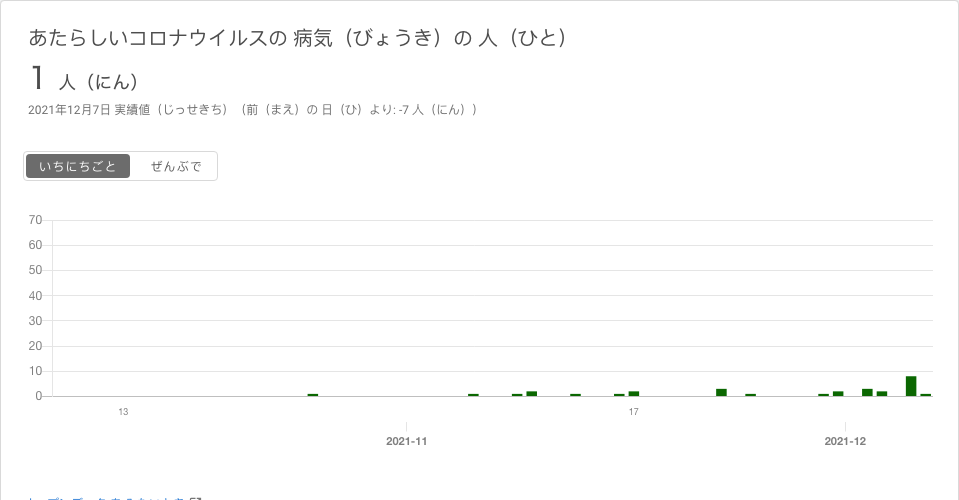 あたらしいコロナウイルスの 病気（びょうき）の 人（ひと）
1 人（にん）
2021年12月7日 実績値（じっせきち）（前（まえ）の 日（ひ）より: -7 人（にん））
いちにちごと ぜんぶで
70
60
50
40
30
20
10
0
13 17
2021-11 2021-12